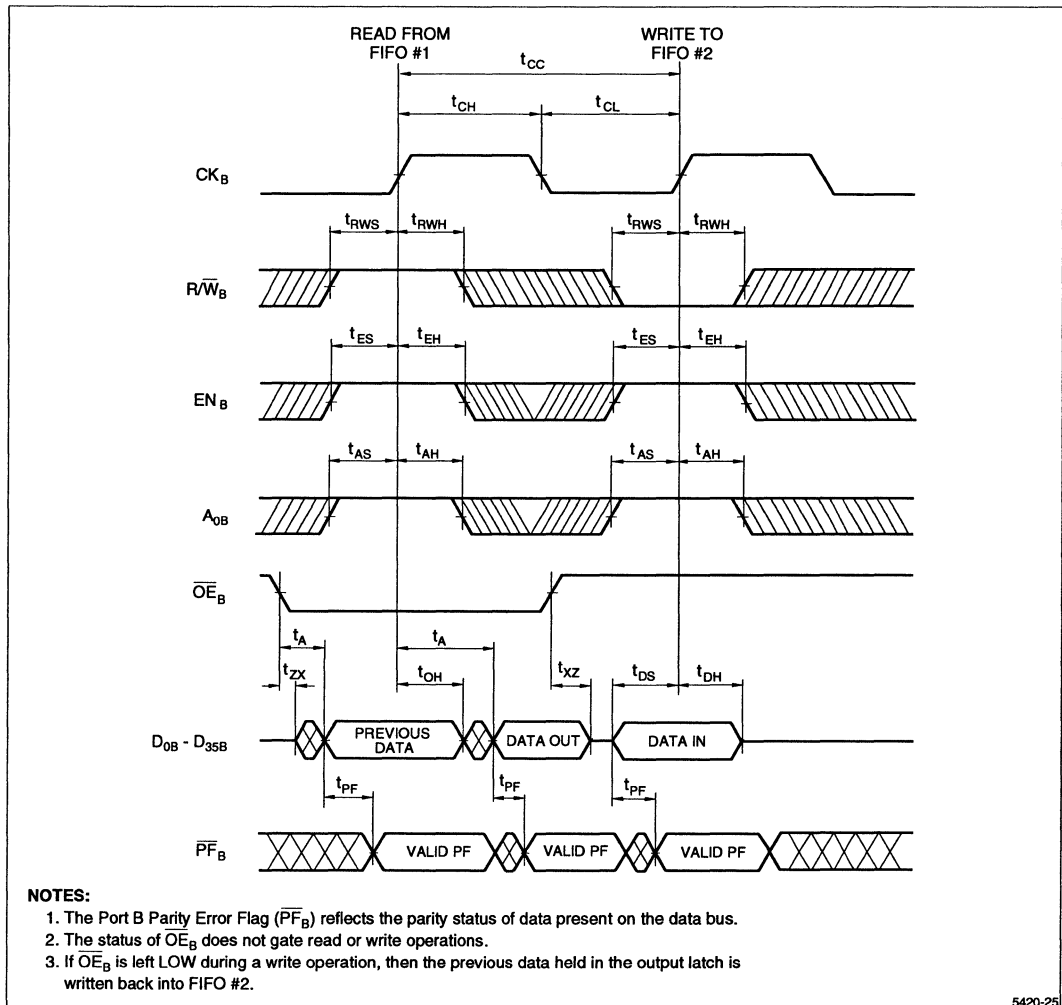 READ FROM
FIFO #1
WRITE TO
FIFO #2
tCC
tCH tCL
CKB
tRWS tRWH tRWS tRWH
R/W̅B
tES tEH tES tEH
ENB
tAS tAH tAS tAH
A0B
O̅E̅B
tA tA
tZX tOH tXZ tDS tDH
D0B - D35B PREVIOUS DATA DATA OUT DATA IN
tPF tPF tPF
P̅F̅B VALID PF VALID PF VALID PF
NOTES:
1. The Port B Parity Error Flag (P̅F̅B) reflects the parity status of data present on the data bus.
2. The status of O̅E̅B does not gate read or write operations.
3. If O̅E̅B is left LOW during a write operation, then the previous data held in the output latch is
written back into FIFO #2.
5420-25